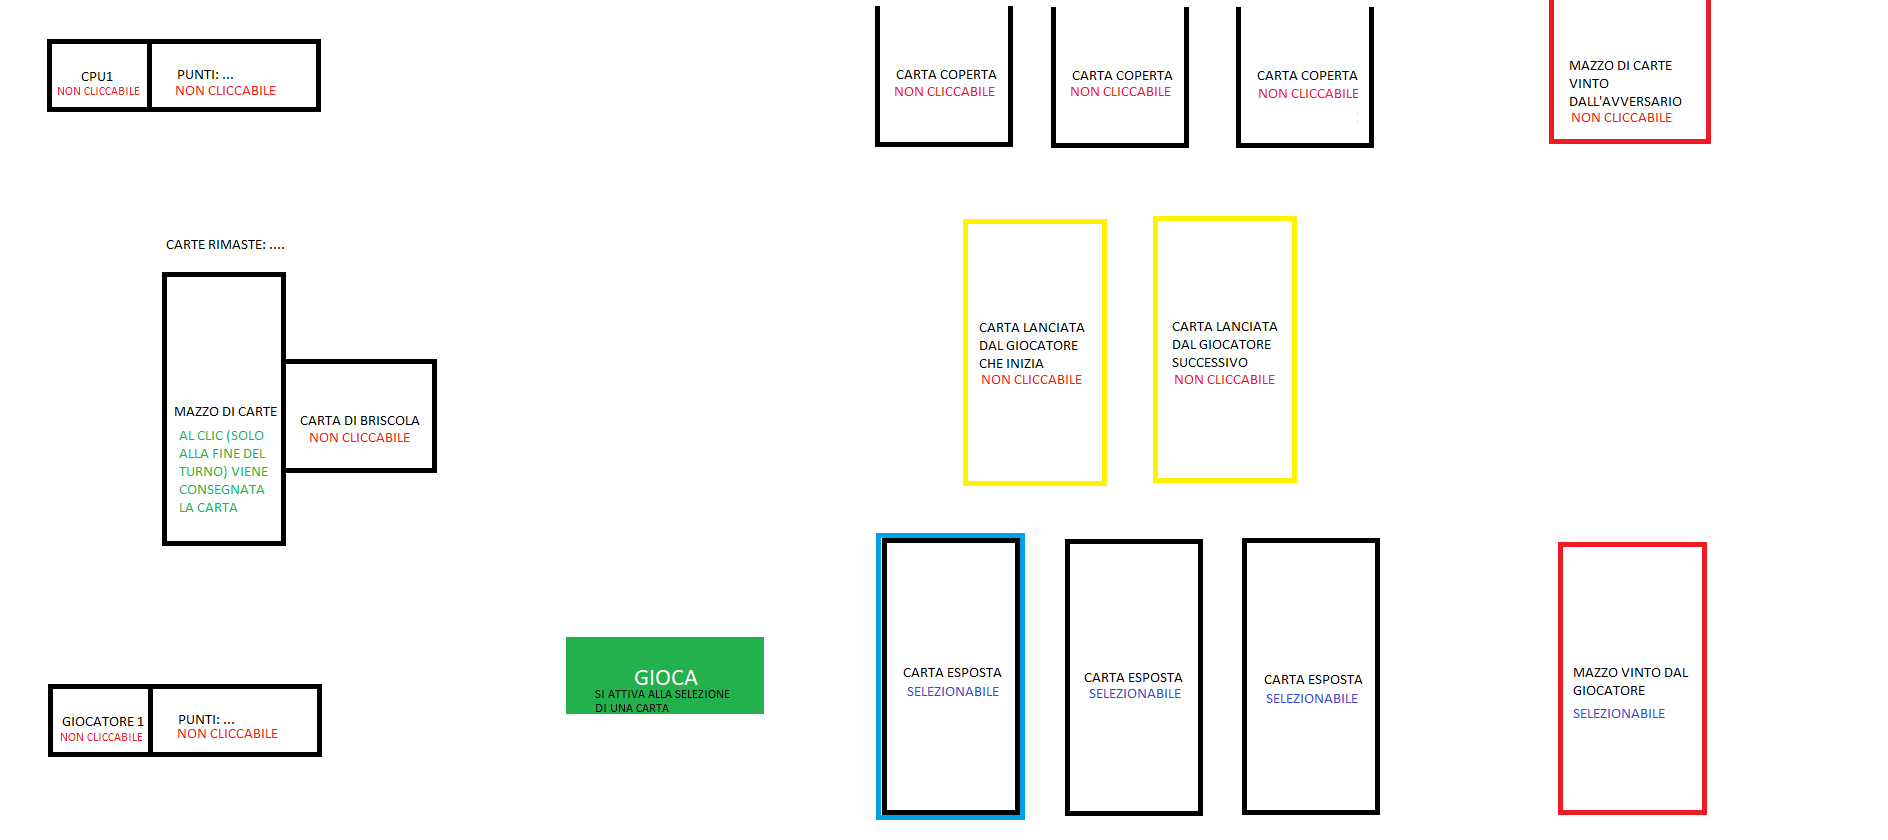 CPU1
NON CLICCABILE
PUNTI: ...
NON CLICCABILE
CARTA COPERTA
NON CLICCABILE
CARTA COPERTA
NON CLICCABILE
CARTA COPERTA
NON CLICCABILE
MAZZO DI CARTE
VINTO
DALL'AVVERSARIO
NON CLICCABILE
CARTE RIMASTE: ....
MAZZO DI CARTE
AL CLIC (SOLO
ALLA FINE DEL
TURNO) VIENE
CONSEGNATA
LA CARTA
CARTA DI BRISCOLA
NON CLICCABILE
CARTA LANCIATA
DAL GIOCATORE
CHE INIZIA
NON CLICCABILE
CARTA LANCIATA
DAL GIOCATORE
SUCCESSIVO
NON CLICCABILE
GIOCATORE 1
NON CLICCABILE
PUNTI: ...
NON CLICCABILE
GIOCA
SI ATTIVA ALLA SELEZIONE
DI UNA CARTA
CARTA ESPOSTA
SELEZIONABILE
CARTA ESPOSTA
SELEZIONABILE
CARTA ESPOSTA
SELEZIONABILE
MAZZO VINTO DAL
GIOCATORE
SELEZIONABILE